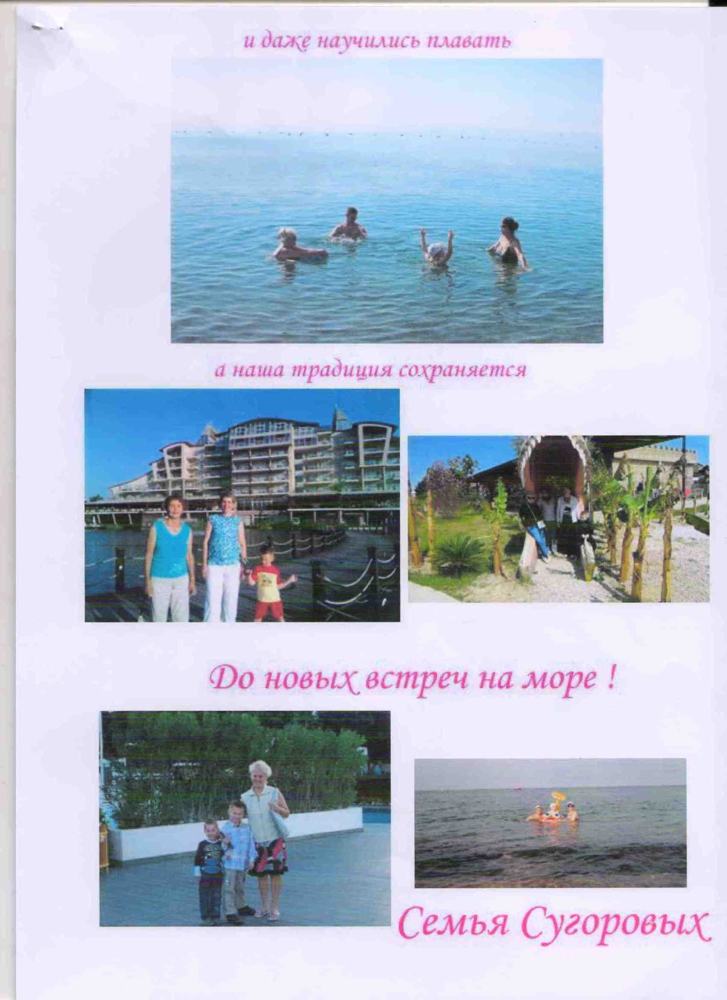 и даже научились плавать
а наша традиция сохраняется
До новых встреч на море !
Семья Сугоровых